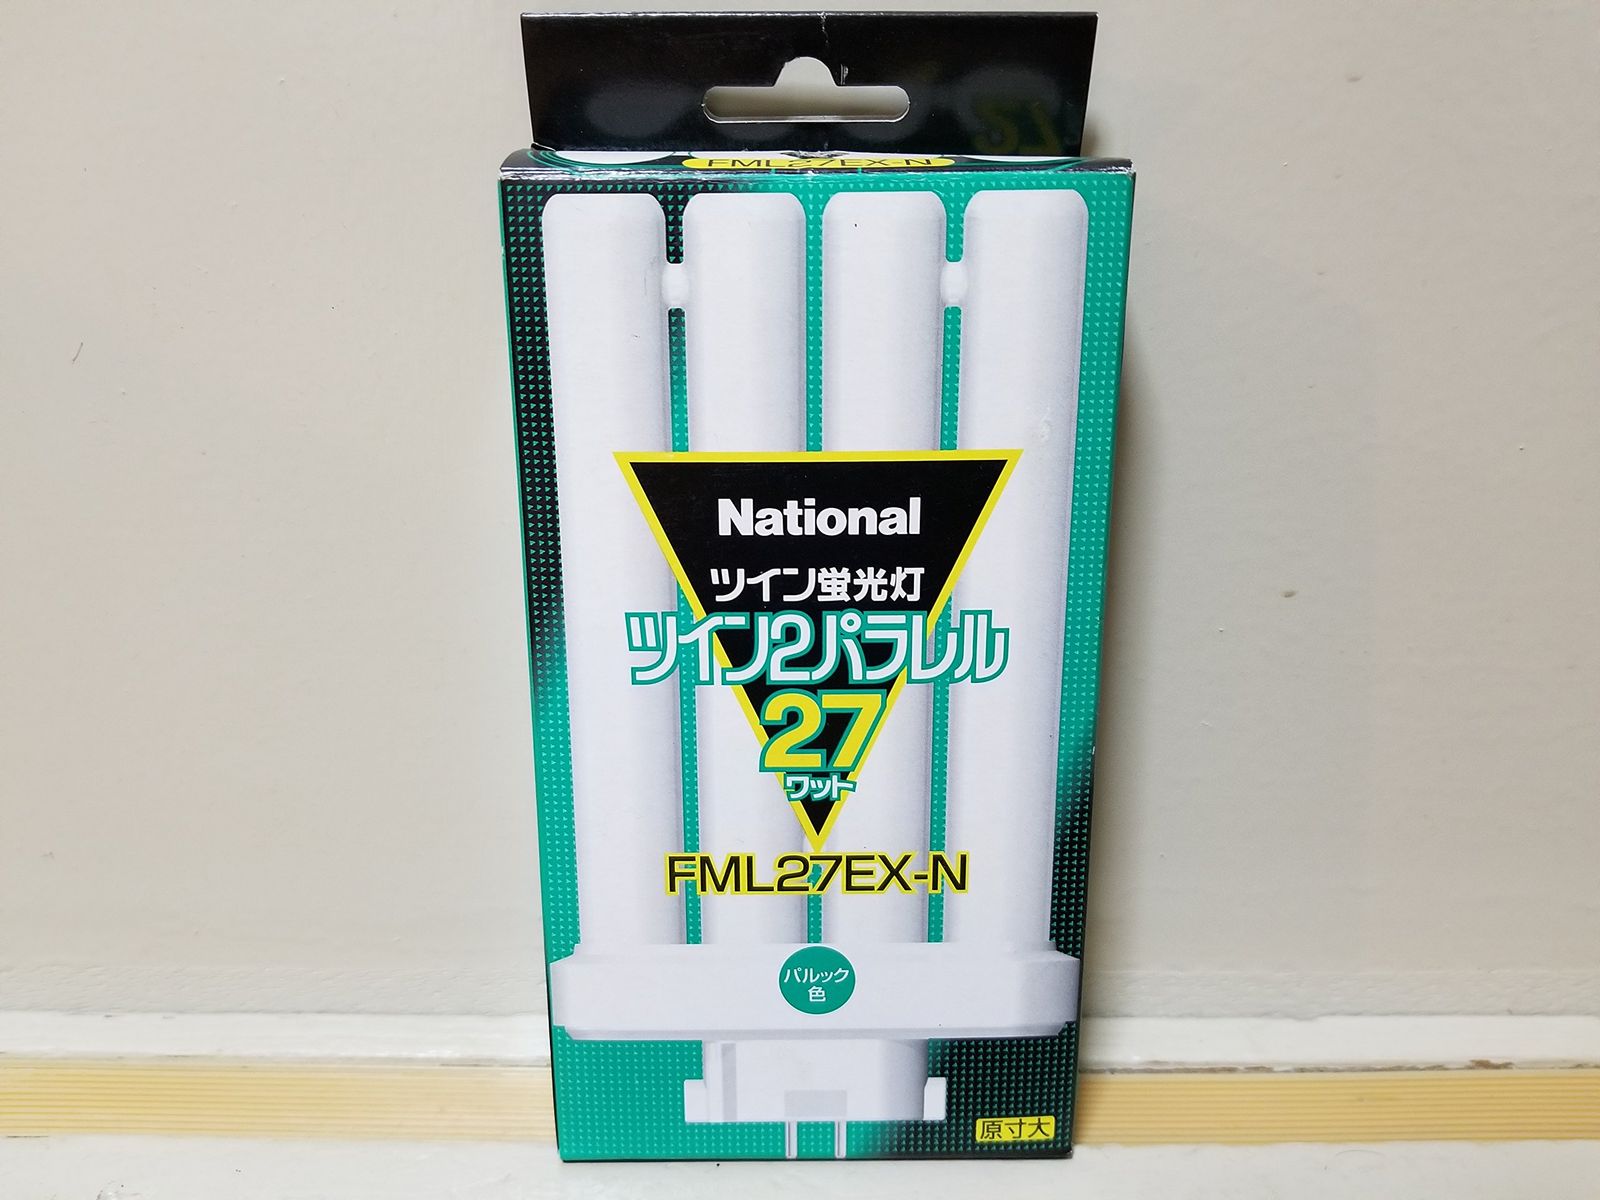 FML27EX-N
National
ツイン蛍光灯
ツイン2パラレル
27
ワット
FML27EX-N
パルック
色
原寸大